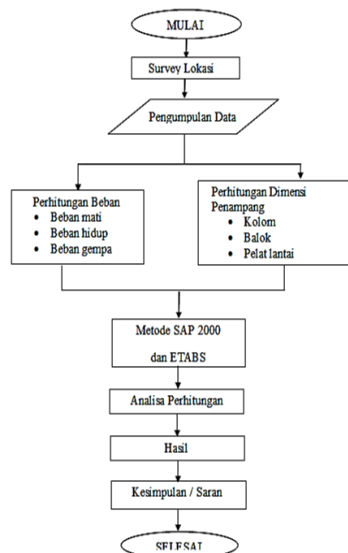 MULAI
Survey Lokasi
Pengumpulan Data
Perhitungan Beban
• Beban mati
• Beban hidup
• Beban gempa
Perhitungan Dimensi
Penampang
• Kolom
• Balok
• Pelat lantai
Metode SAP 2000
dan ETABS
Analisa Perhitungan
Hasil
Kesimpulan / Saran
SELESAI